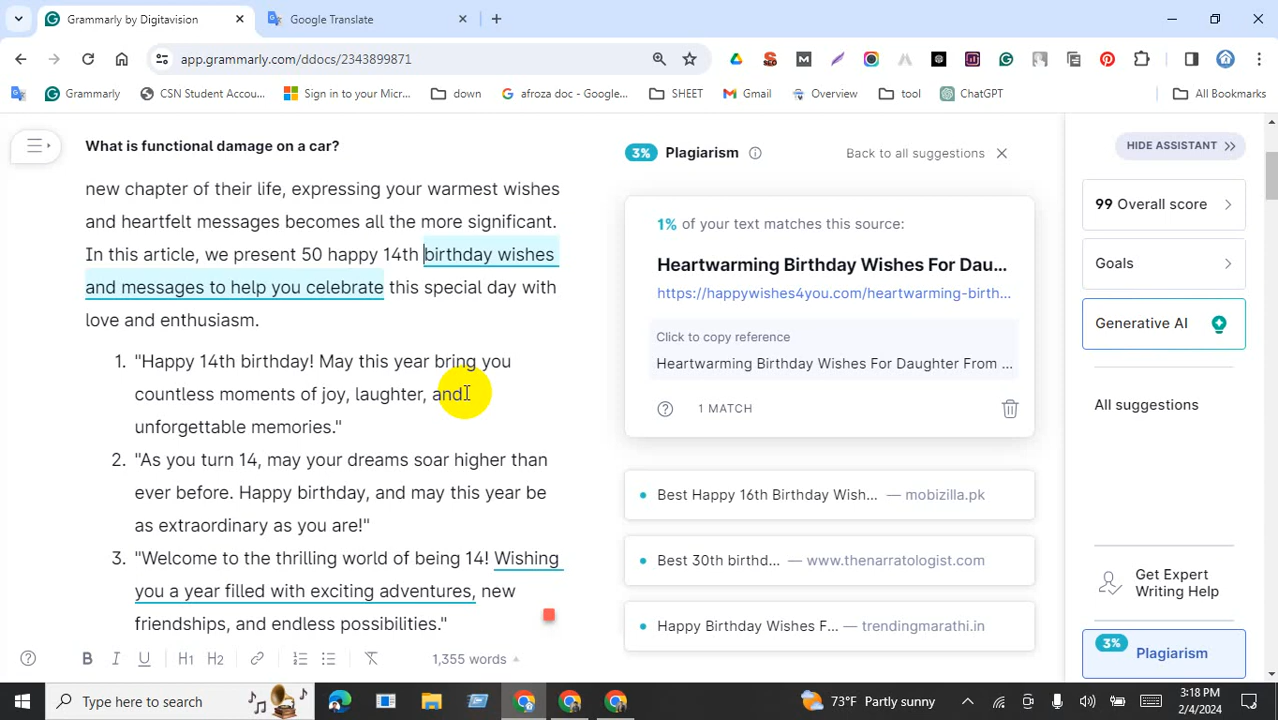 Grammarly by Digitavision
Google Translate
app.grammarly.com/ddocs/2343899871
Grammarly
CSN Student Accou...
Sign in to your Micr...
down
afroza doc - Google...
SHEET
Gmail
Overview
tool
ChatGPT
All Bookmarks
What is functional damage on a car?
new chapter of their life, expressing your warmest wishes
and heartfelt messages becomes all the more significant.
In this article, we present 50 happy 14th birthday wishes
and messages to help you celebrate this special day with
love and enthusiasm.
1. "Happy 14th birthday! May this year bring you
countless moments of joy, laughter, and
unforgettable memories."
2. "As you turn 14, may your dreams soar higher than
ever before. Happy birthday, and may this year be
as extraordinary as you are!"
3. "Welcome to the thrilling world of being 14! Wishing
you a year filled with exciting adventures, new
friendships, and endless possibilities."
B I U H1 H2
1,355 words
3% Plagiarism
Back to all suggestions
1% of your text matches this source:
Heartwarming Birthday Wishes For Dau...
https://happywishes4you.com/heartwarming-birth...
Click to copy reference
Heartwarming Birthday Wishes For Daughter From ...
1 MATCH
Best Happy 16th Birthday Wish... — mobizilla.pk
Best 30th birthd... — www.thenarratologist.com
Happy Birthday Wishes F... — trendingmarathi.in
HIDE ASSISTANT
99 Overall score
Goals
Generative AI
All suggestions
Get Expert
Writing Help
3% Plagiarism
Type here to search
73°F Partly sunny
3:18 PM
2/4/2024